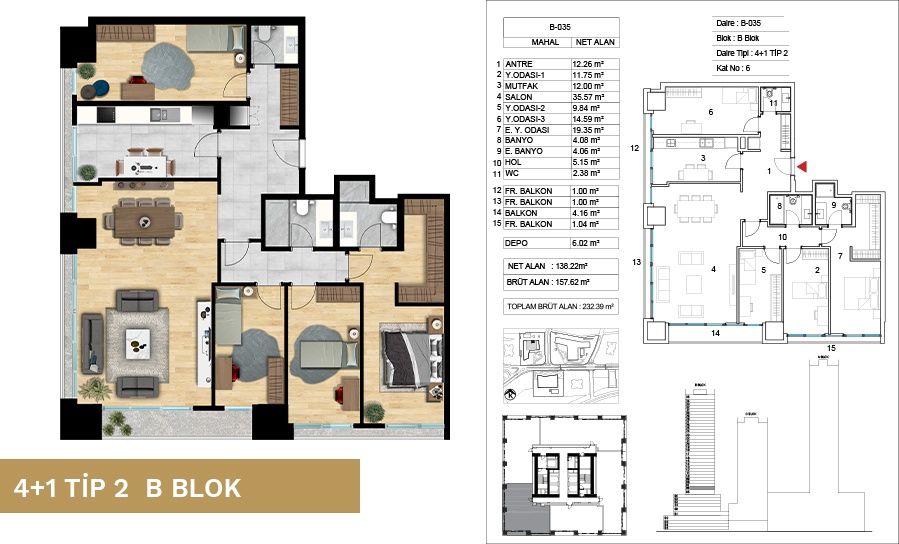 4+1 TİP 2 B BLOK
B-035
MAHAL NET ALAN
1 ANTRE 12.26 m²
2 Y.ODASI-1 11.75 m²
3 MUTFAK 12.00 m²
4 SALON 35.57 m²
5 Y.ODASI-2 9.84 m²
6 Y.ODASI-3 14.59 m²
7 E. Y. ODASI 19.35 m²
8 BANYO 4.08 m²
9 E. BANYO 4.06 m²
10 HOL 5.15 m²
11 WC 2.38 m²
12 FR. BALKON 1.00 m²
13 FR. BALKON 1.00 m²
14 BALKON 4.16 m²
15 FR. BALKON 1.04 m²
DEPO 6.02 m²
NET ALAN : 138.22m²
BRÜT ALAN : 157.62 m²
TOPLAM BRÜT ALAN : 232.39 m²
Daire : B-035
Blok : B Blok
Daire Tipi : 4+1 TİP 2
Kat No : 6
6
11
12
3
1
8
9
10
13
4
5
2
7
14
15
B BLOK